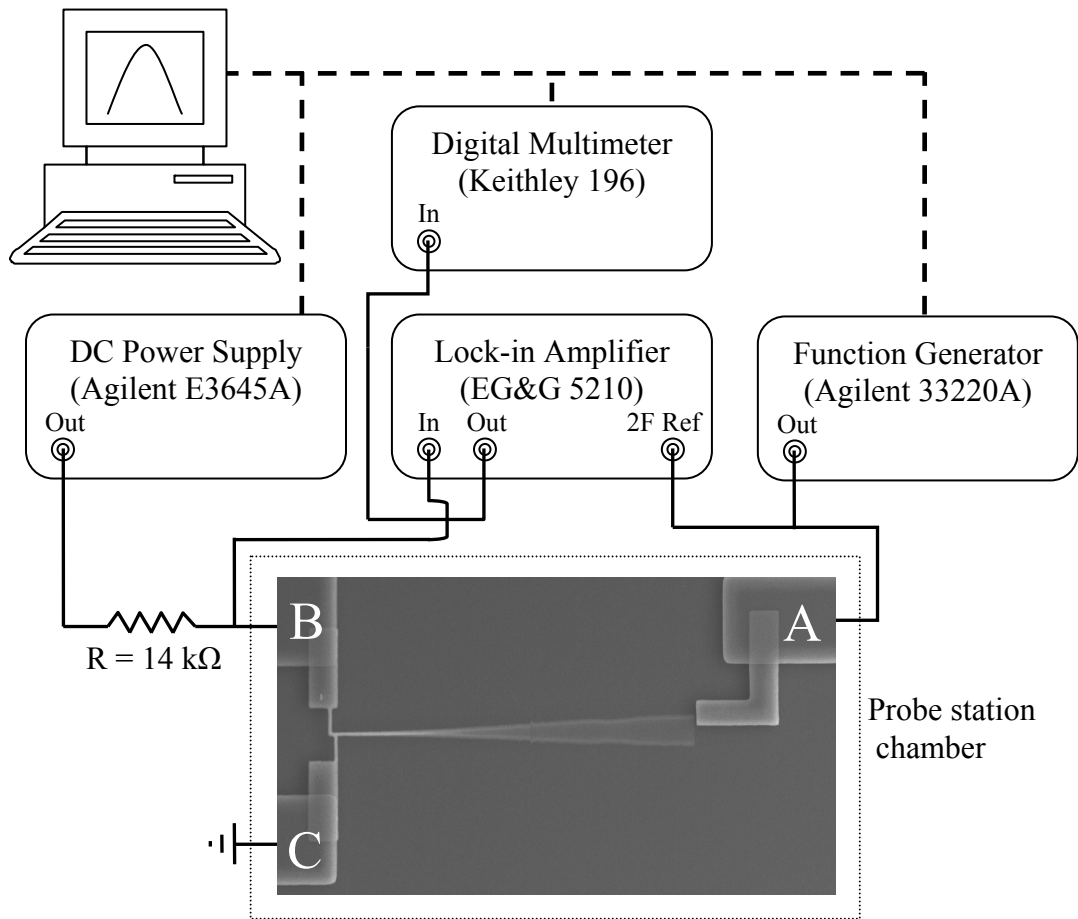 Digital Multimeter
(Keithley 196)
In
DC Power Supply
(Agilent E3645A)
Out
Lock-in Amplifier
(EG&G 5210)
In Out 2F Ref
Function Generator
(Agilent 33220A)
Out
R = 14 kΩ
B
A
C
Probe station
chamber